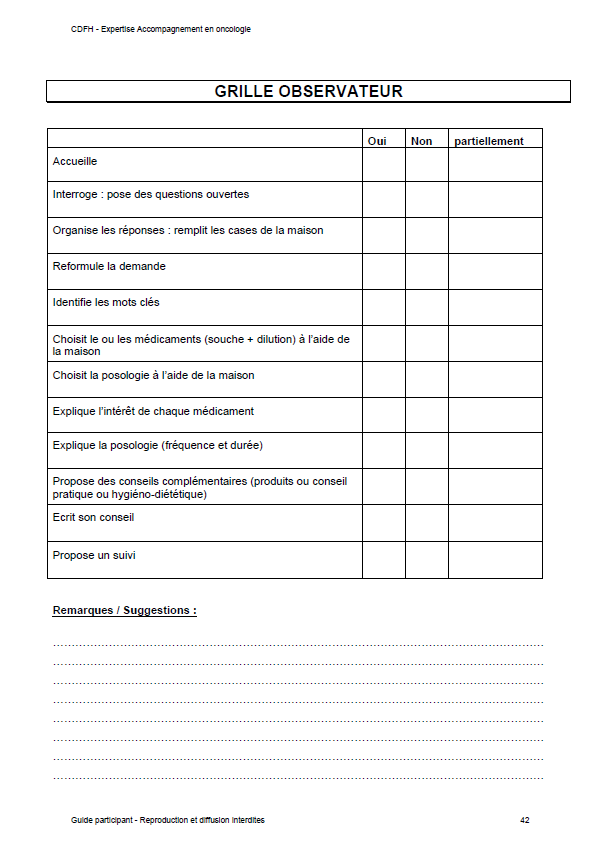 CDFH - Expertise Accompagnement en oncologie
GRILLE OBSERVATEUR
Oui Non partiellement
Accueille
Interroge : pose des questions ouvertes
Organise les réponses : remplit les cases de la maison
Reformule la demande
Identifie les mots clés
Choisit le ou les médicaments (souche + dilution) à l'aide de
la maison
Choisit la posologie à l'aide de la maison
Explique l'intérêt de chaque médicament
Explique la posologie (fréquence et durée)
Propose des conseils complémentaires (produits ou conseil
pratique ou hygiéno-diététique)
Ecrit son conseil
Propose un suivi
Remarques / Suggestions :
Guide participant - Reproduction et diffusion interdites 42